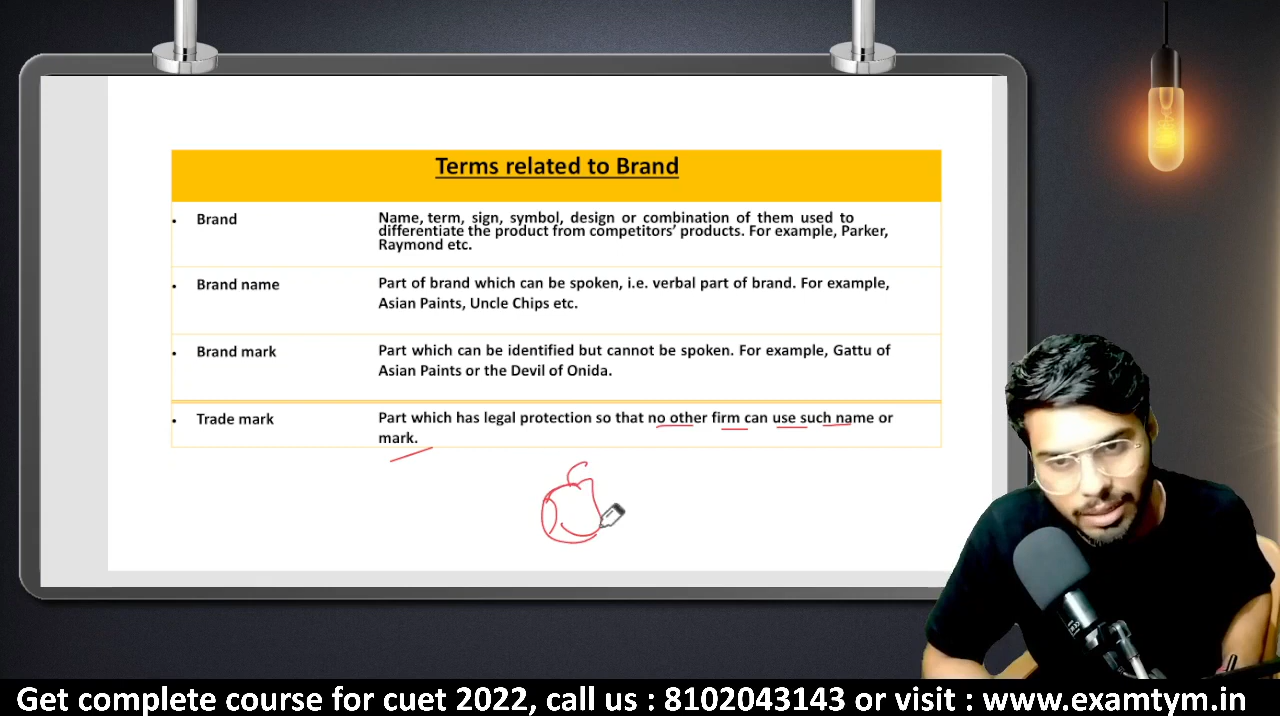 Terms related to Brand
• Brand
Name, term, sign, symbol, design or combination of them used to
differentiate the product from competitors' products. For example, Parker,
Raymond etc.
• Brand name
Part of brand which can be spoken, i.e. verbal part of brand. For example,
Asian Paints, Uncle Chips etc.
• Brand mark
Part which can be identified but cannot be spoken. For example, Gattu of
Asian Paints or the Devil of Onida.
• Trade mark
Part which has legal protection so that no other firm can use such name or
mark.
Get complete course for cuet 2022, call us : 8102043143 or visit : www.examtym.in